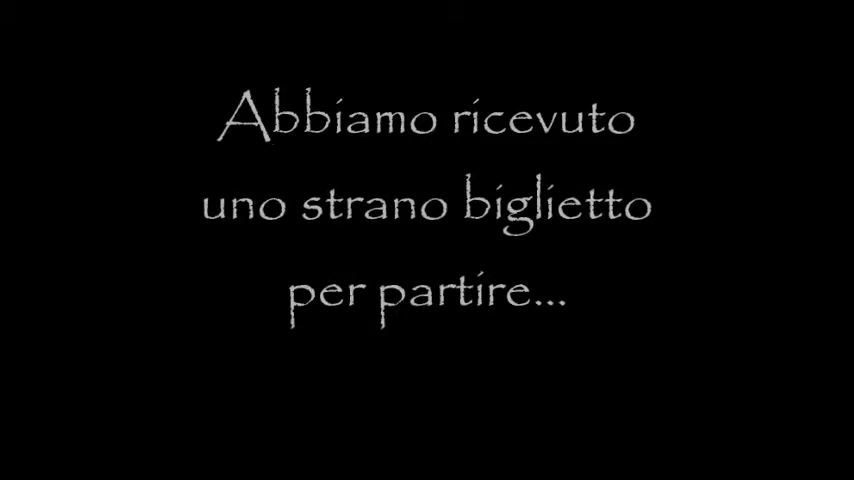 Abbiamo ricevuto
uno strano biglietto
per partire...